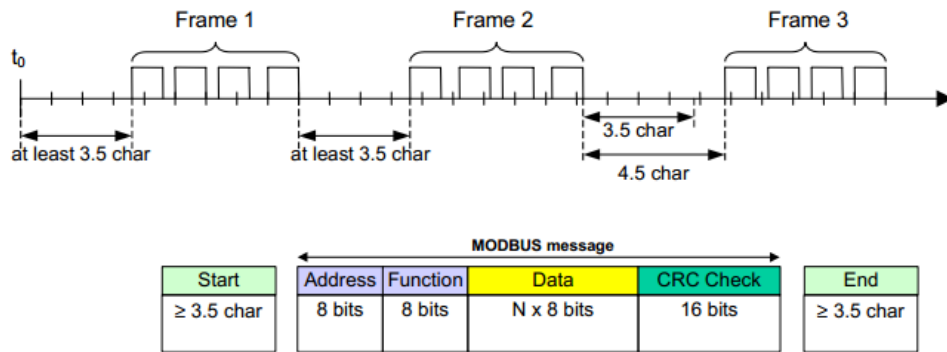 Frame 1 Frame 2 Frame 3
t0
3.5 char
at least 3.5 char at least 3.5 char
4.5 char
MODBUS message
Start Address Function Data CRC Check End
≥ 3.5 char 8 bits 8 bits N x 8 bits 16 bits ≥ 3.5 char